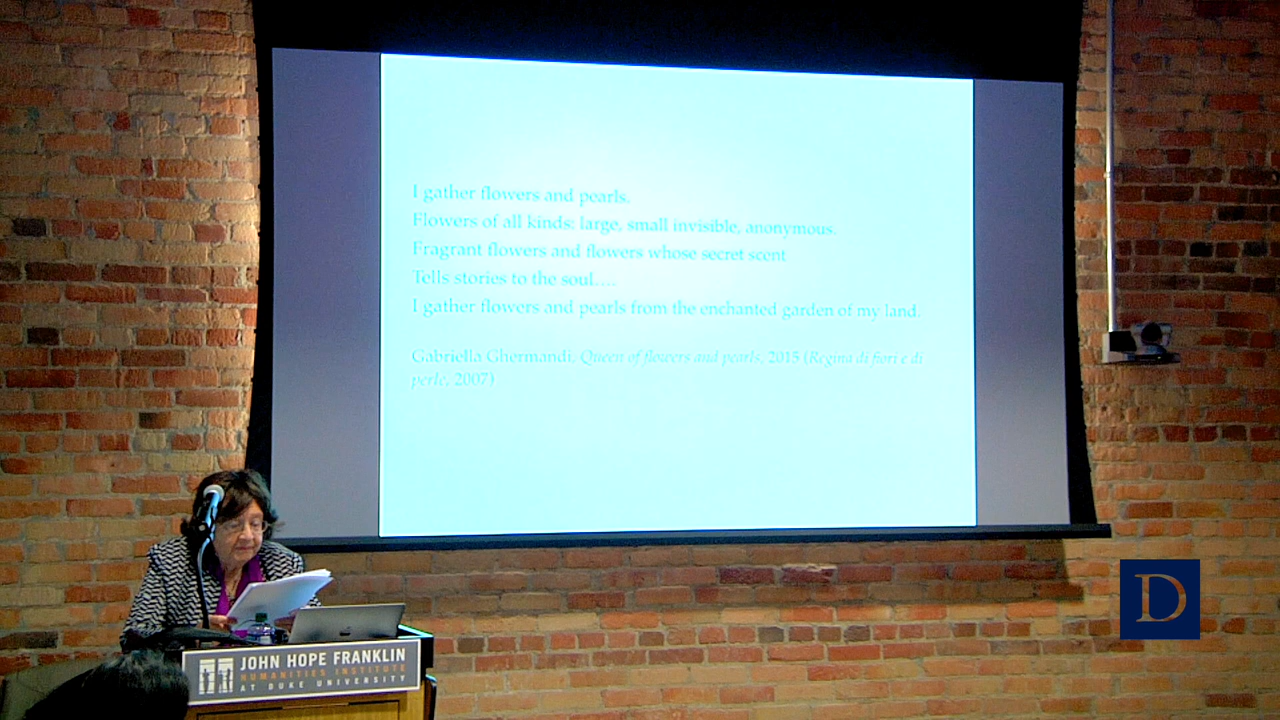 I gather flowers and pearls.
Flowers of all kinds: large, small invisible, anonymous.
Fragrant flowers and flowers whose secret scent
Tells stories to the soul....
I gather flowers and pearls from the enchanted garden of my land.
Gabriella Ghermandi, Queen of flowers and pearls, 2015 (Regina di fiori e di
perle, 2007)
D
JOHN HOPE FRANKLIN
HUMANITIES INSTITUTE
AT DUKE UNIVERSITY